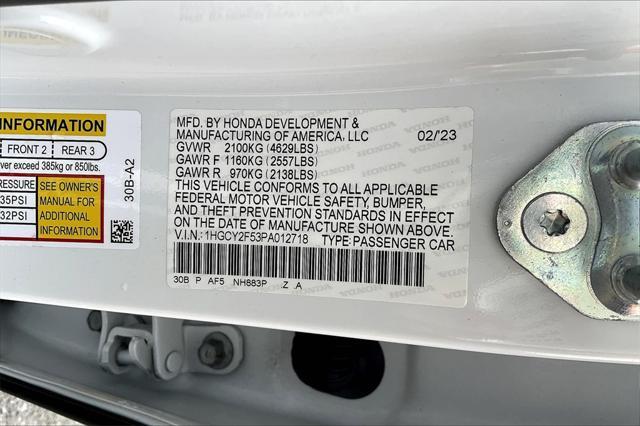 INFORMATION
FRONT 2 REAR 3
ver exceed 385kg or 850lbs.
PRESSURE
35PSI
32PSI
SEE OWNER'S
MANUAL FOR
ADDITIONAL
INFORMATION
30B-A2
MFD. BY HONDA DEVELOPMENT &
MANUFACTURING OF AMERICA, LLC 02/23
GVWR 2100KG (4629LBS)
GAWR F 1160KG (2557LBS)
GAWR R 970KG (2138LBS)
THIS VEHICLE CONFORMS TO ALL APPLICABLE
FEDERAL MOTOR VEHICLE SAFETY, BUMPER,
AND THEFT PREVENTION STANDARDS IN EFFECT
ON THE DATE OF MANUFACTURE SHOWN ABOVE.
V.I.N.: 1HGCY2F53PA012718 TYPE: PASSENGER CAR
30B P AF5 NH883P Z A